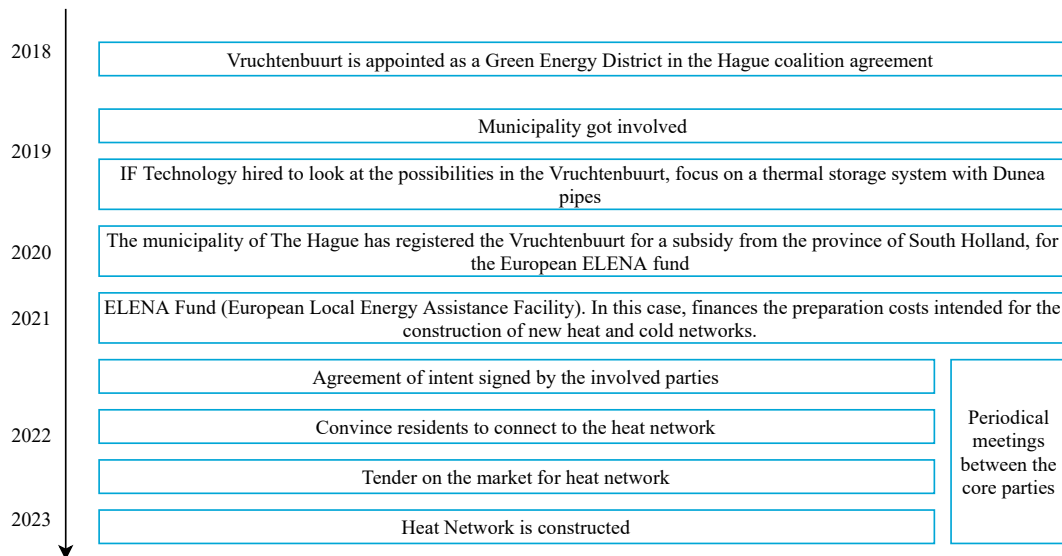 2018
Vruchtenbuurt is appointed as a Green Energy District in the Hague coalition agreement
Municipality got involved
2019
IF Technology hired to look at the possibilities in the Vruchtenbuurt, focus on a thermal storage system with Dunea
pipes
2020
The municipality of The Hague has registered the Vruchtenbuurt for a subsidy from the province of South Holland, for
the European ELENA fund
2021
ELENA Fund (European Local Energy Assistance Facility). In this case, finances the preparation costs intended for the
construction of new heat and cold networks.
Agreement of intent signed by the involved parties
2022
Convince residents to connect to the heat network
Tender on the market for heat network
2023
Heat Network is constructed
Periodical
meetings
between the
core parties